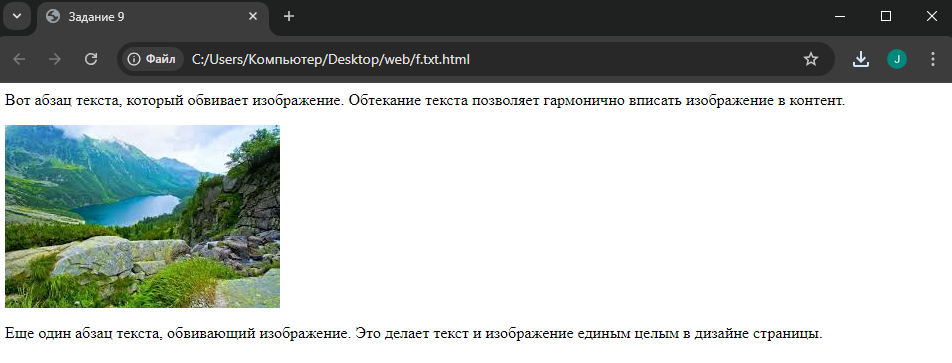 Задание 9
Файл
C:/Users/Компьютер/Desktop/web/f.txt.html
J
Вот абзац текста, который обвивает изображение. Обтекание текста позволяет гармонично вписать изображение в контент.
Еще один абзац текста, обвивающий изображение. Это делает текст и изображение единым целым в дизайне страницы.